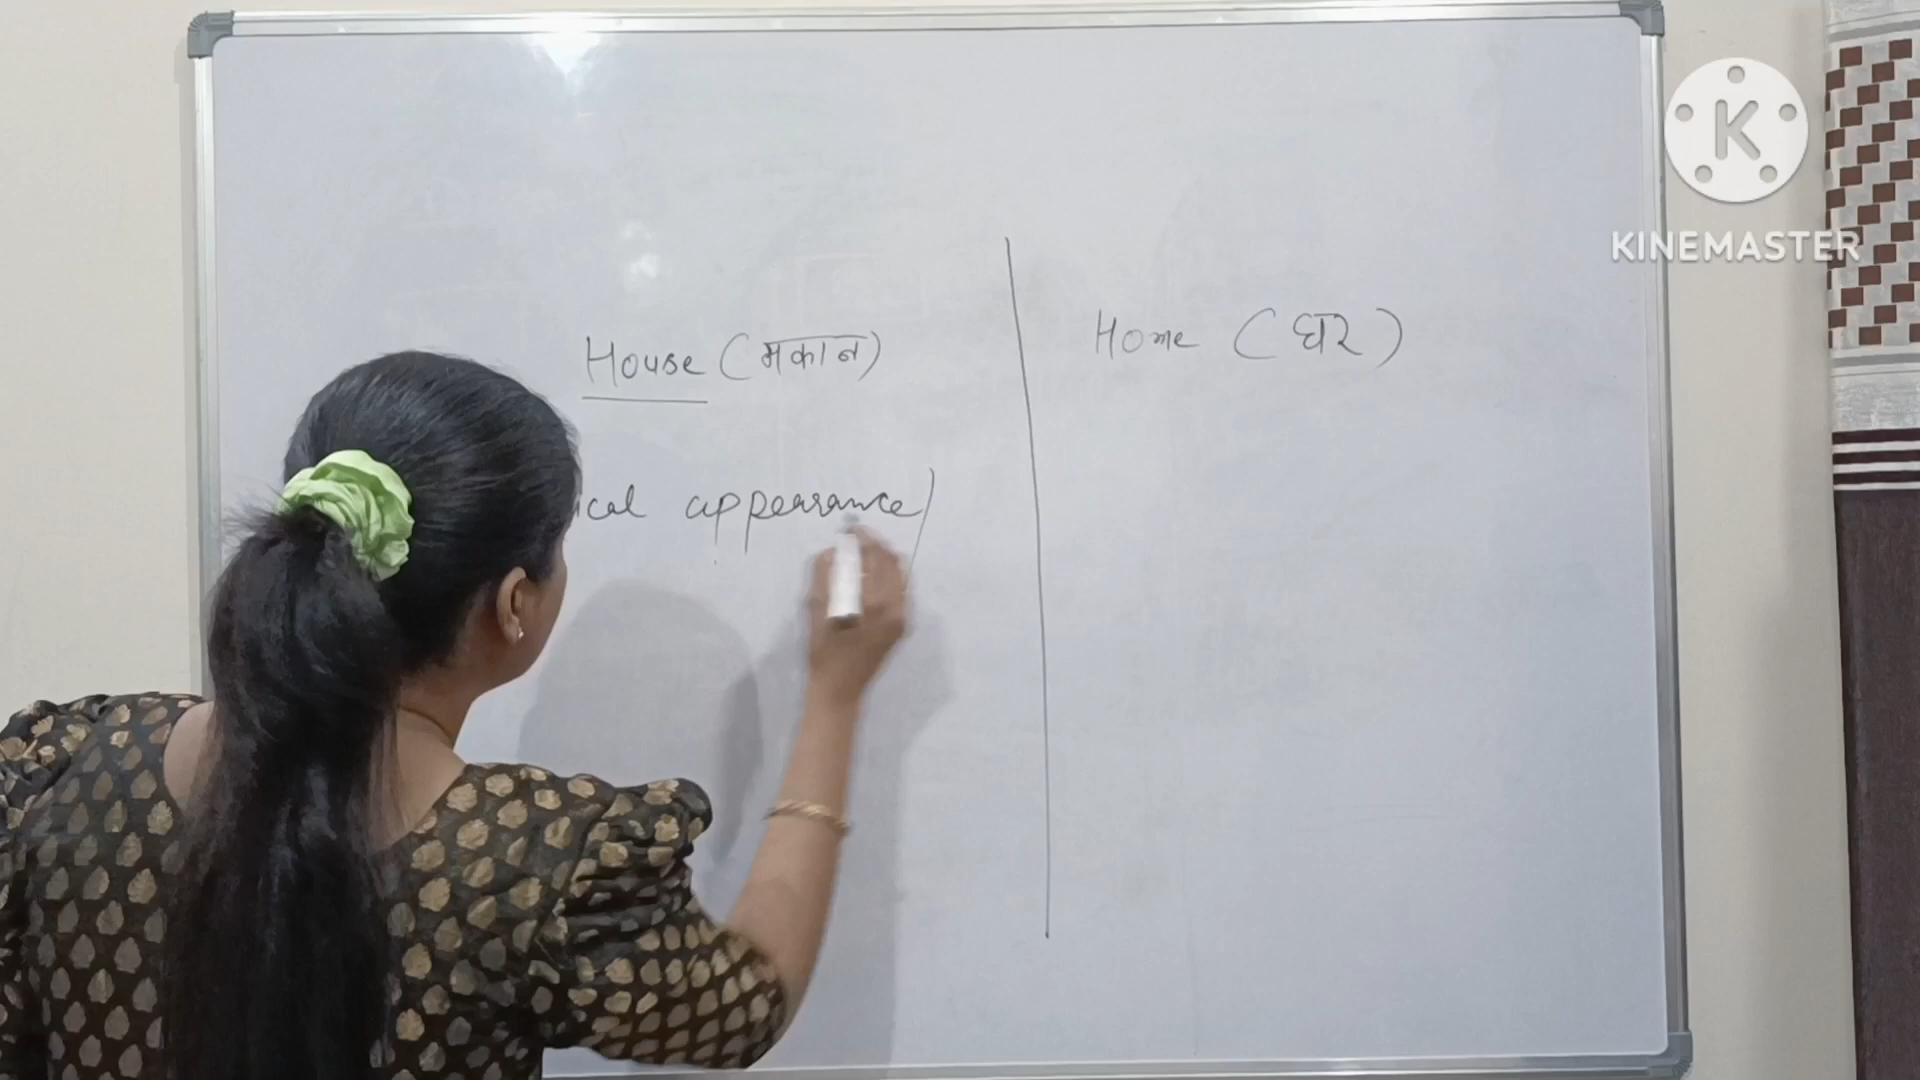 House (मकान)
Home (घर)
ical appearance)
K
KINEMASTER